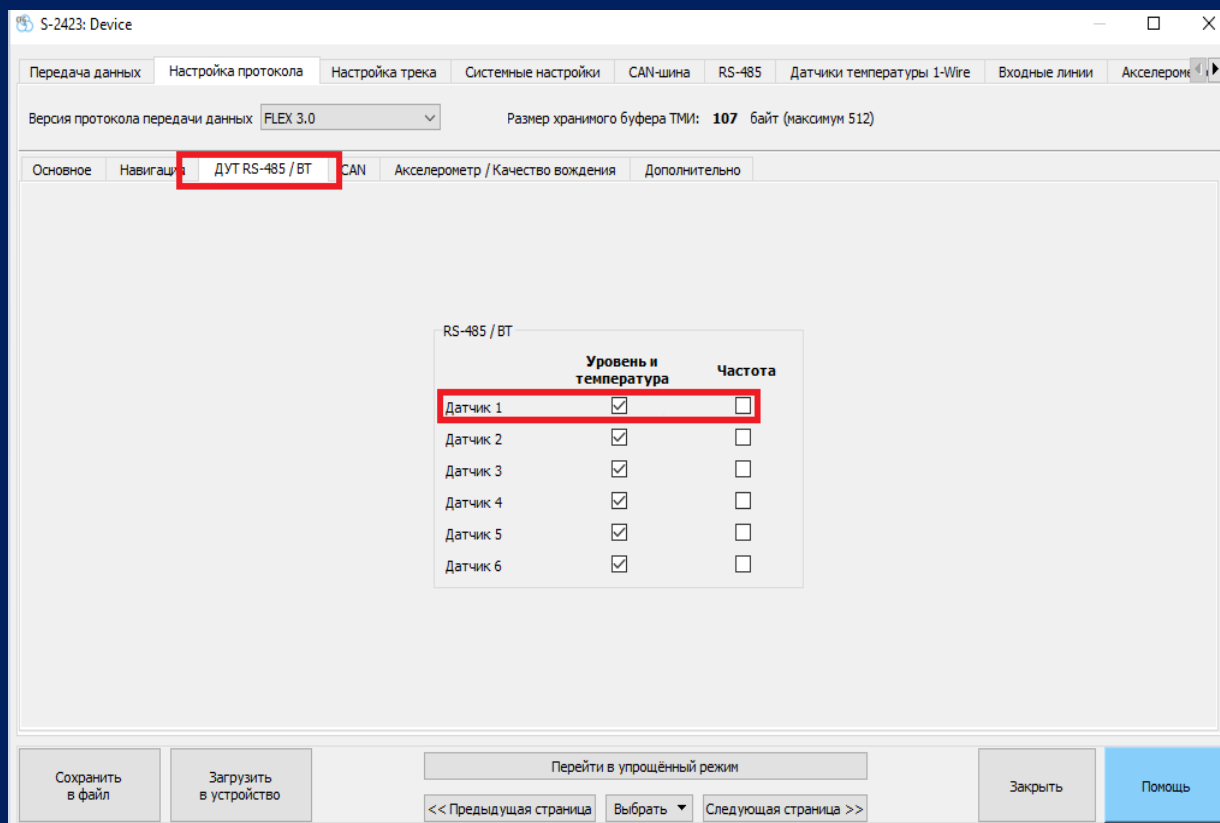 S-2423: Device
Передача данных Настройка протокола Настройка трека Системные настройки CAN-шина RS-485 Датчики температуры 1-Wire Входные линии Акселероме
Версия протокола передачи данных FLEX 3.0 Размер хранимого буфера ТМИ: 107 байт (максимум 512)
Основное Навигация ДУТ RS-485 / BT CAN Акселерометр / Качество вождения Дополнительно
RS-485 / BT
Уровень и
температура Частота
Датчик 1
Датчик 2
Датчик 3
Датчик 4
Датчик 5
Датчик 6
Сохранить
в файл
Загрузить
в устройство
Перейти в упрощённый режим
<< Предыдущая страница Выбрать Следующая страница >>
Закрыть
Помощь